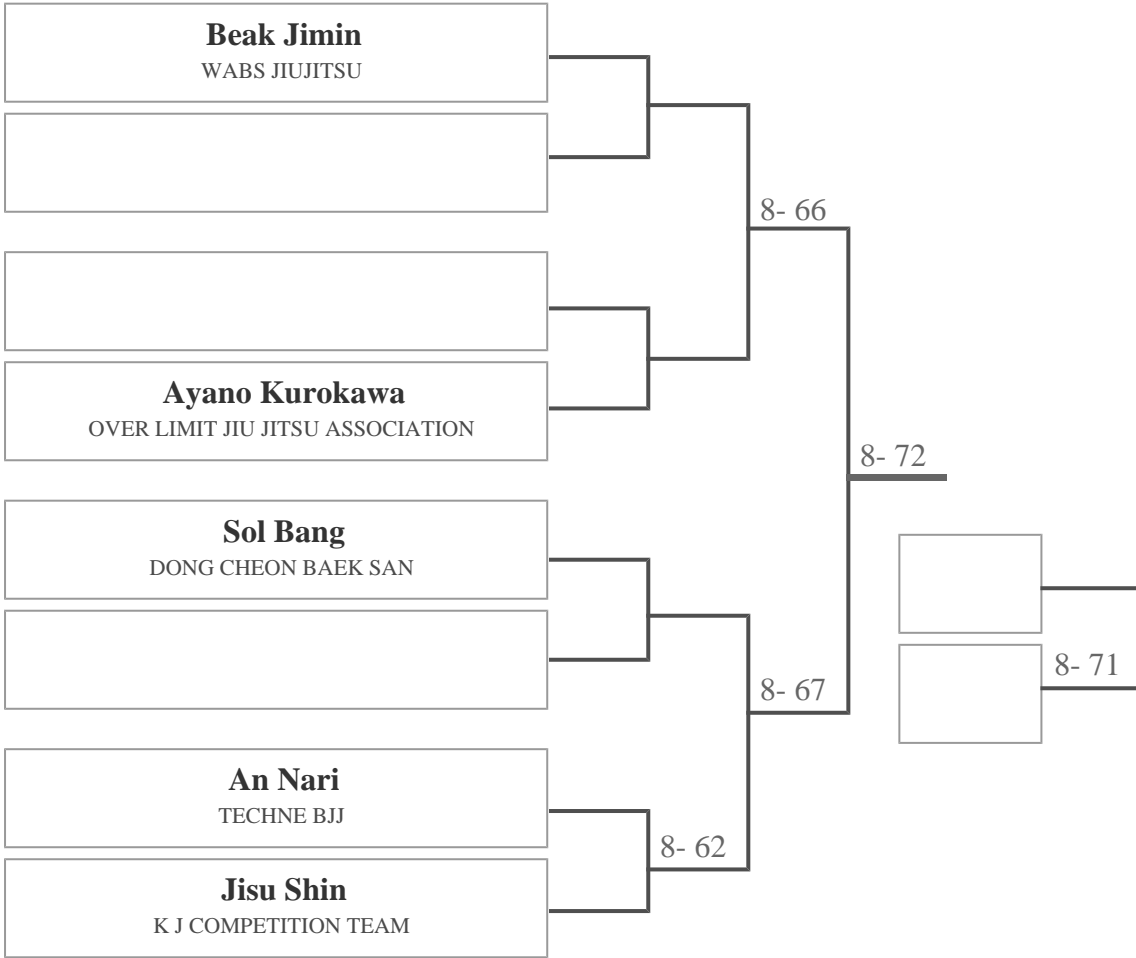 Beak Jimin
WABS JIUJITSU
8- 66
Ayano Kurokawa
OVER LIMIT JIU JITSU ASSOCIATION
8- 72
Sol Bang
DONG CHEON BAEK SAN
8- 71
8- 67
An Nari
TECHNE BJJ
8- 62
Jisu Shin
K J COMPETITION TEAM